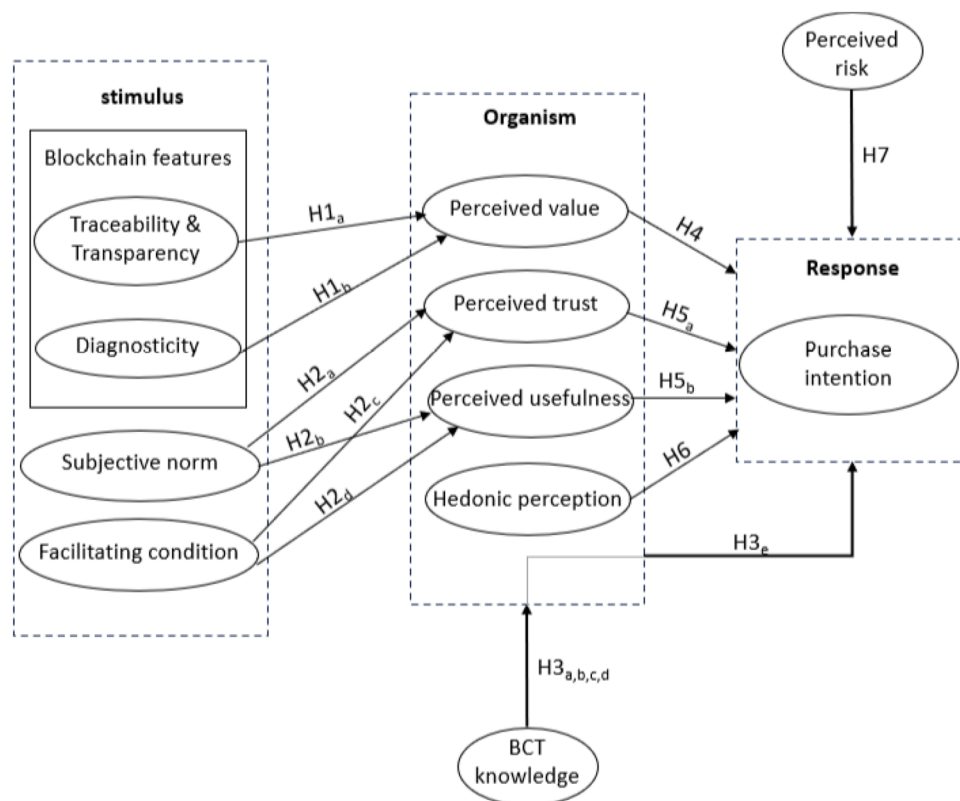 stimulus
Blockchain features
Traceability &
Transparency
Diagnosticity
Subjective norm
Facilitating condition
H1a
H1b
H2a
H2c
H2b
H2d
Organism
Perceived value
Perceived trust
Perceived usefulness
Hedonic perception
H4
H5a
H5b
H6
Perceived
risk
H7
Response
Purchase
intention
H3e
H3a,b,c,d
BCT
knowledge